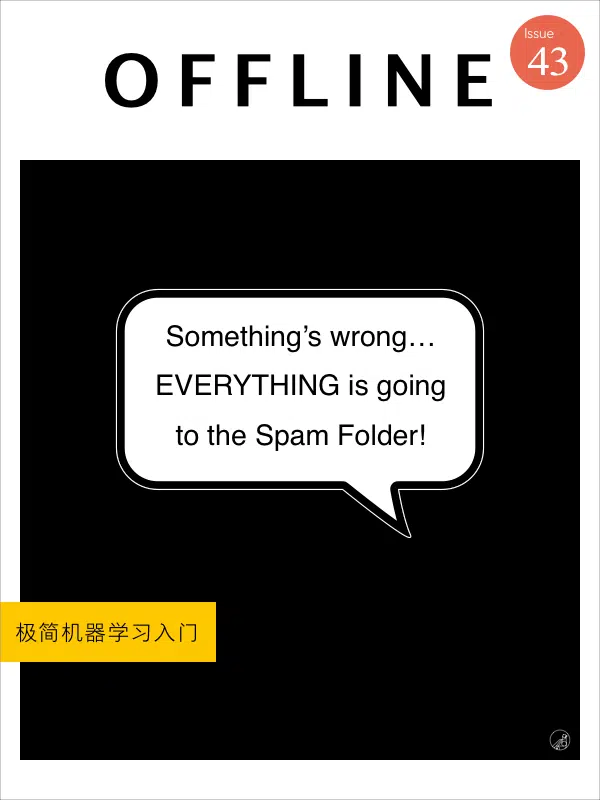 Issue
43
OFFLINE
Something’s wrong…
EVERYTHING is going
to the Spam Folder!
极简机器学习入门